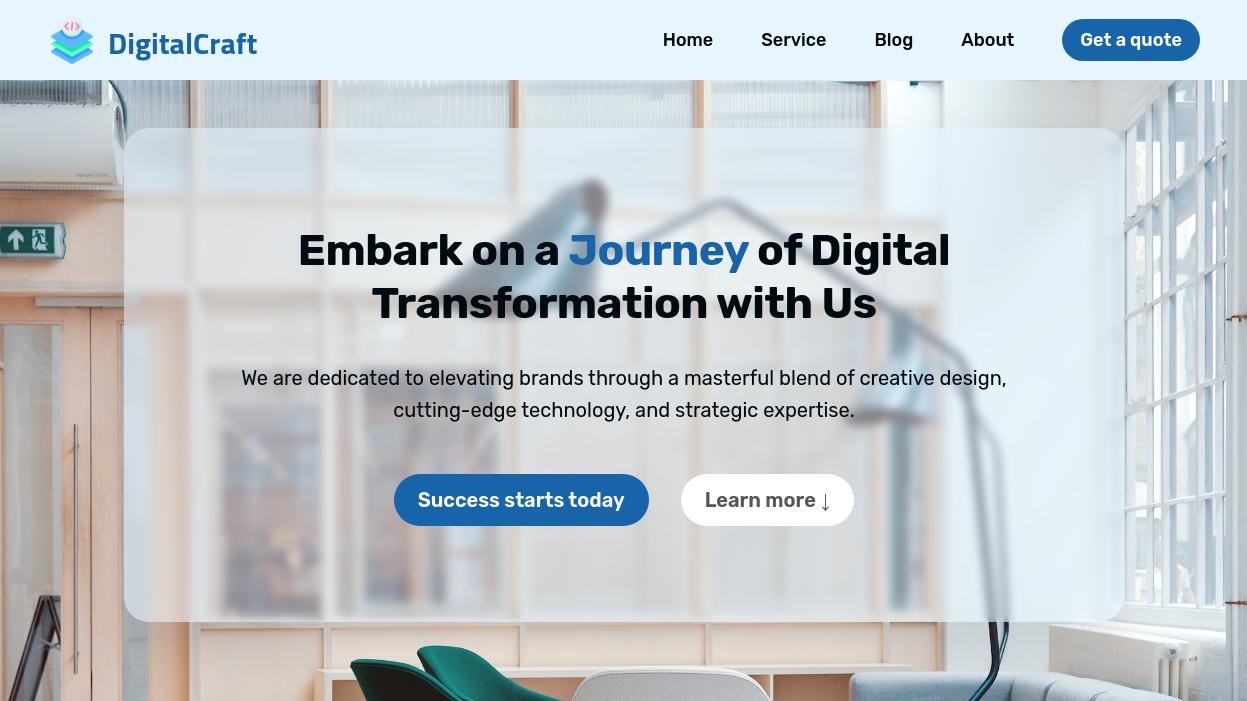 DigitalCraft
Home Service Blog About Get a quote
Embark on a Journey of Digital
Transformation with Us
We are dedicated to elevating brands through a masterful blend of creative design,
cutting-edge technology, and strategic expertise.
Success starts today Learn more ↓